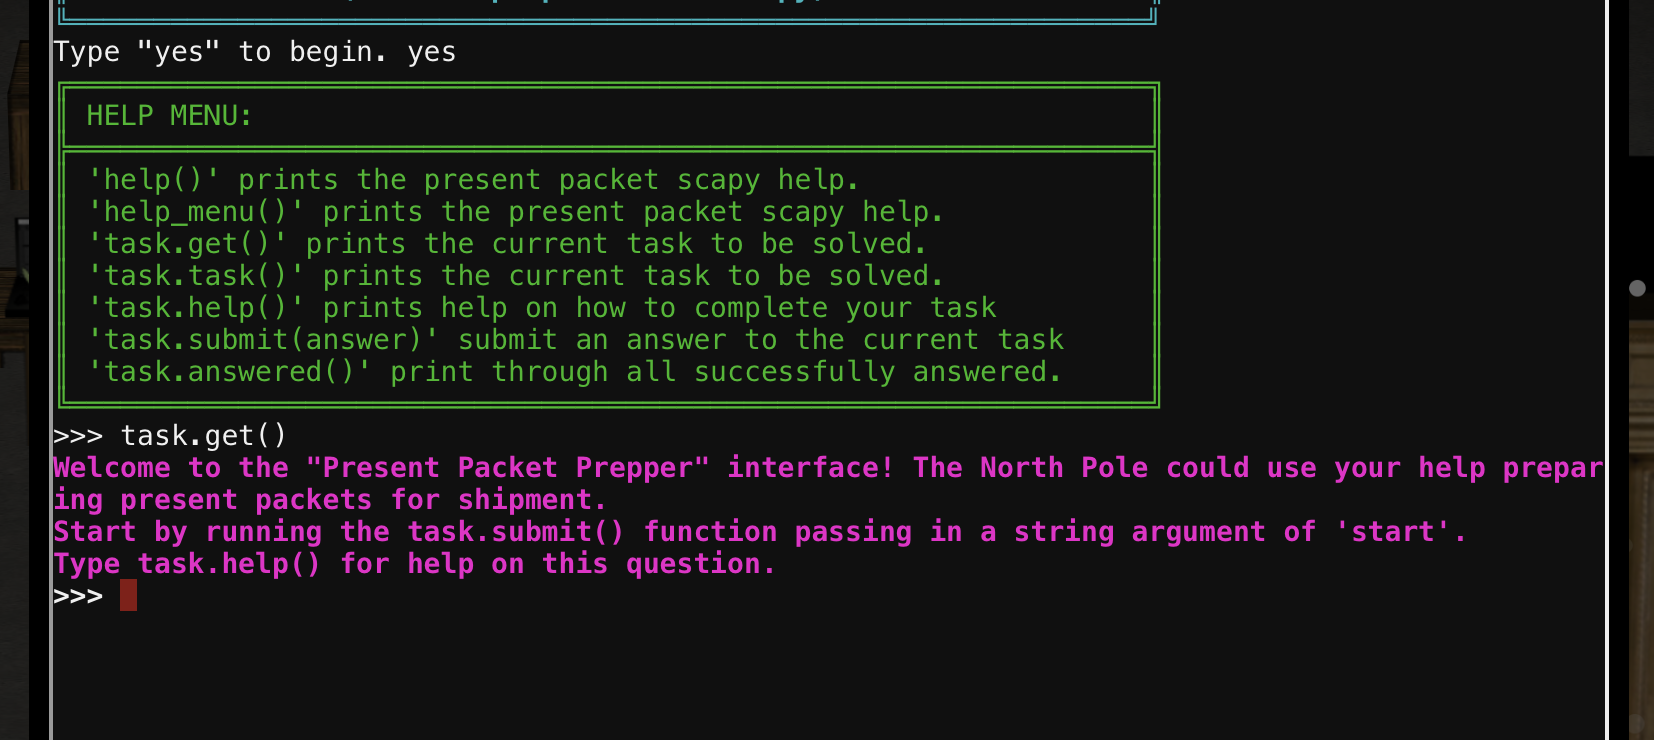 Type "yes" to begin. yes
HELP MENU:
'help()' prints the present packet scapy help.
'help_menu()' prints the present packet scapy help.
'task.get()' prints the current task to be solved.
'task.task()' prints the current task to be solved.
'task.help()' prints help on how to complete your task
'task.submit(answer)' submit an answer to the current task
'task.answered()' print through all successfully answered.
>>> task.get()
Welcome to the "Present Packet Prepper" interface! The North Pole could use your help prepar
ing present packets for shipment.
Start by running the task.submit() function passing in a string argument of 'start'.
Type task.help() for help on this question.
>>>